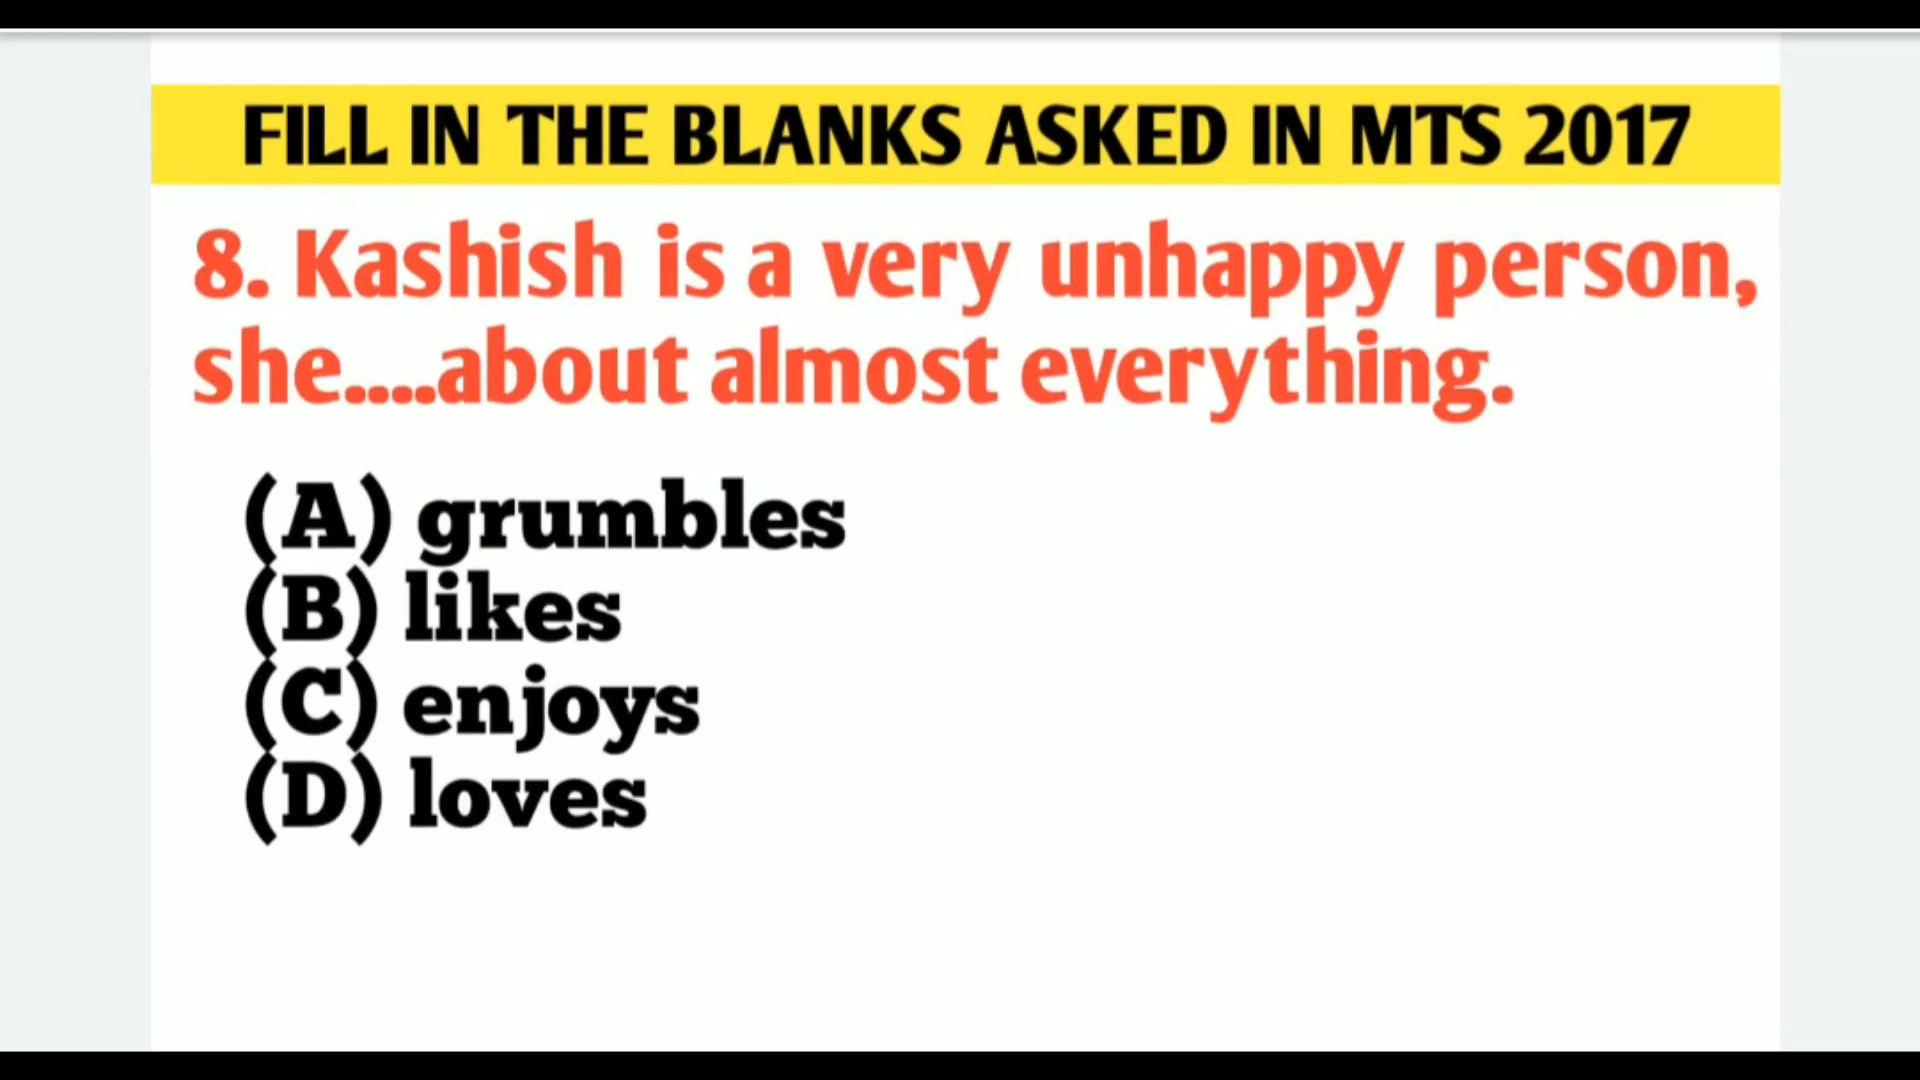 FILL IN THE BLANKS ASKED IN MTS 2017
8. Kashish is a very unhappy person,
she....about almost everything.
(A) grumbles
(B) likes
(C) enjoys
(D) loves